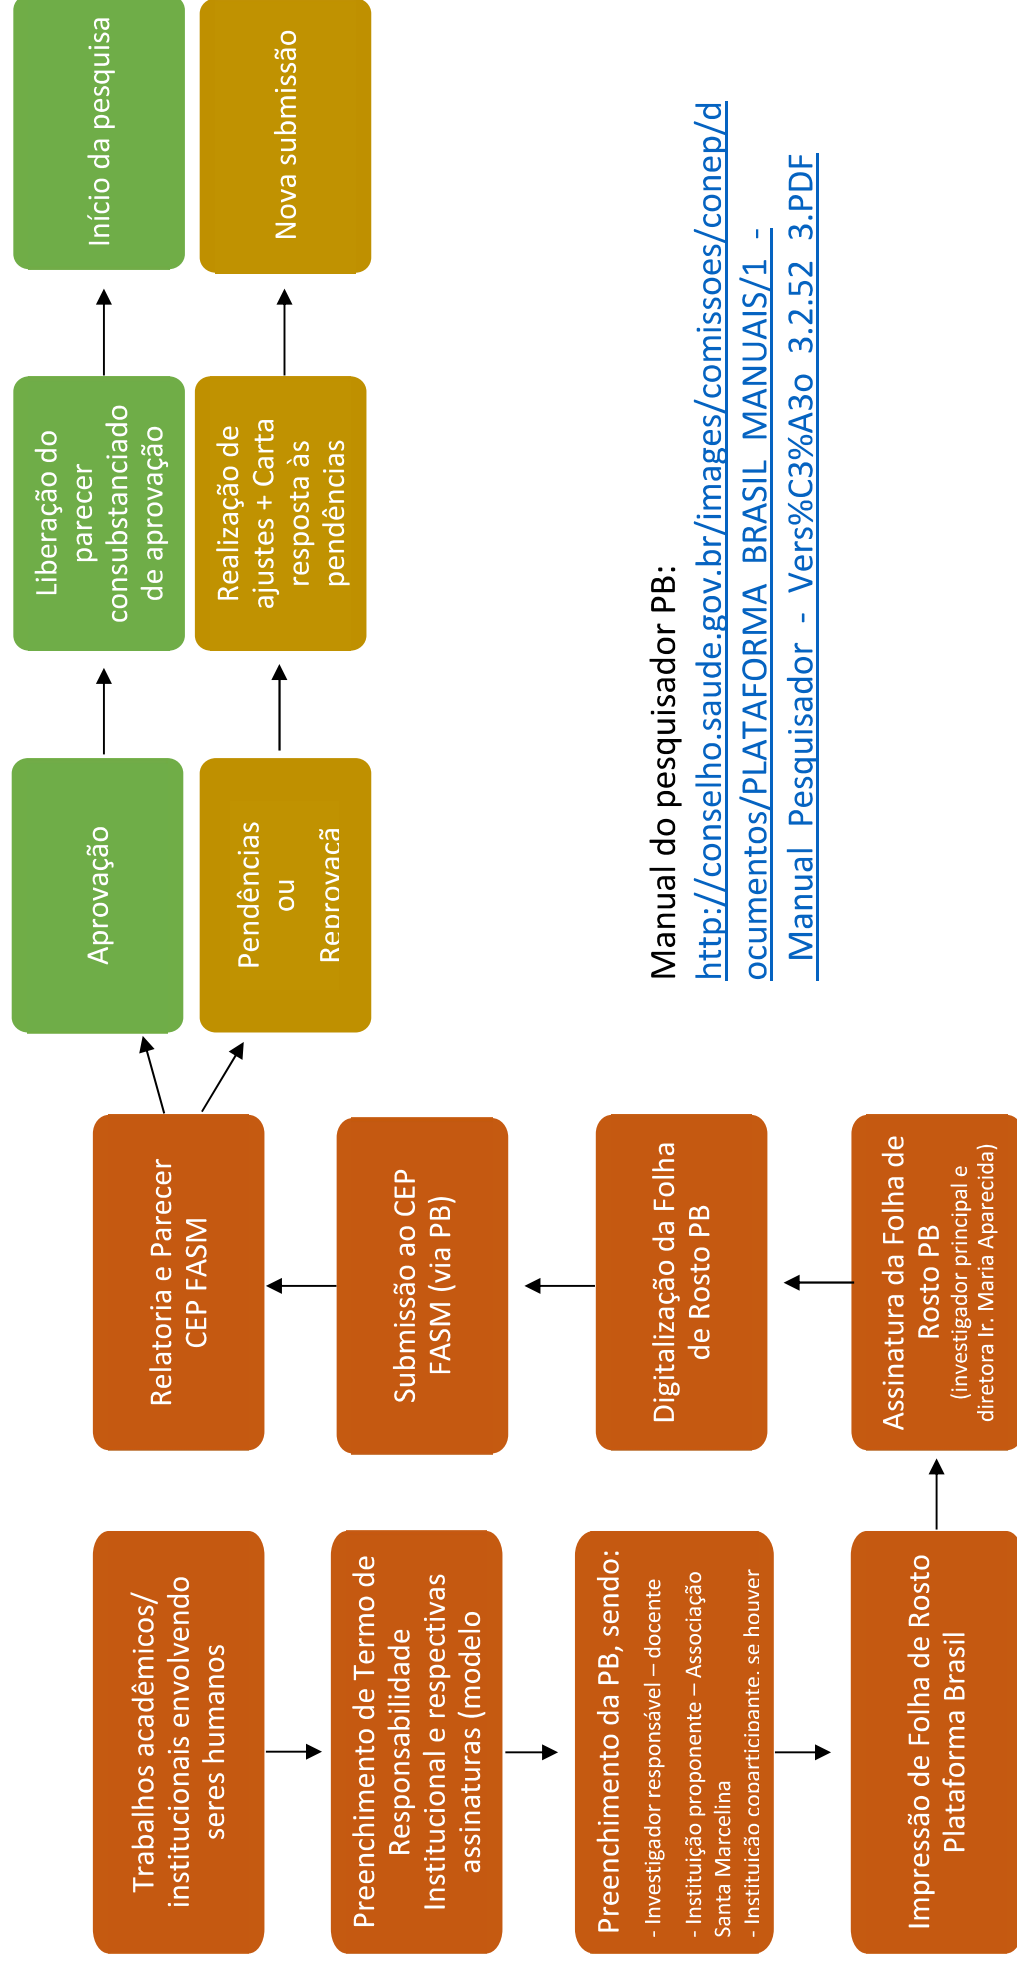 Trabalhos acadêmicos/
institucionais envolvendo
seres humanos
Preenchimento de Termo de
Responsabilidade
Institucional e respectivas
assinaturas (modelo
Preenchimento da PB, sendo:
- Investigador responsável – docente
- Instituição proponente – Associação
Santa Marcelina
- Instituição coparticipante, se houver
Impressão de Folha de Rosto
Plataforma Brasil
Assinatura da Folha de
Rosto PB
(investigador principal e
diretora Ir. Maria Aparecida)
Digitalização da Folha
de Rosto PB
Submissão ao CEP
FASM (via PB)
Relatoria e Parecer
CEP FASM
Aprovação
Liberação do
parecer
consubstanciado
de aprovação
Início da pesquisa
Pendências
ou
Reprovaçã
Realização de
ajustes + Carta
resposta às
pendências
Nova submissão
Manual do pesquisador PB:
http://conselho.saude.gov.br/images/comissoes/conep/d
ocumentos/PLATAFORMA_BRASIL_MANUAIS/1_-
_Manual_Pesquisador_-_Vers%C3%A3o_3.2.52_3.PDF